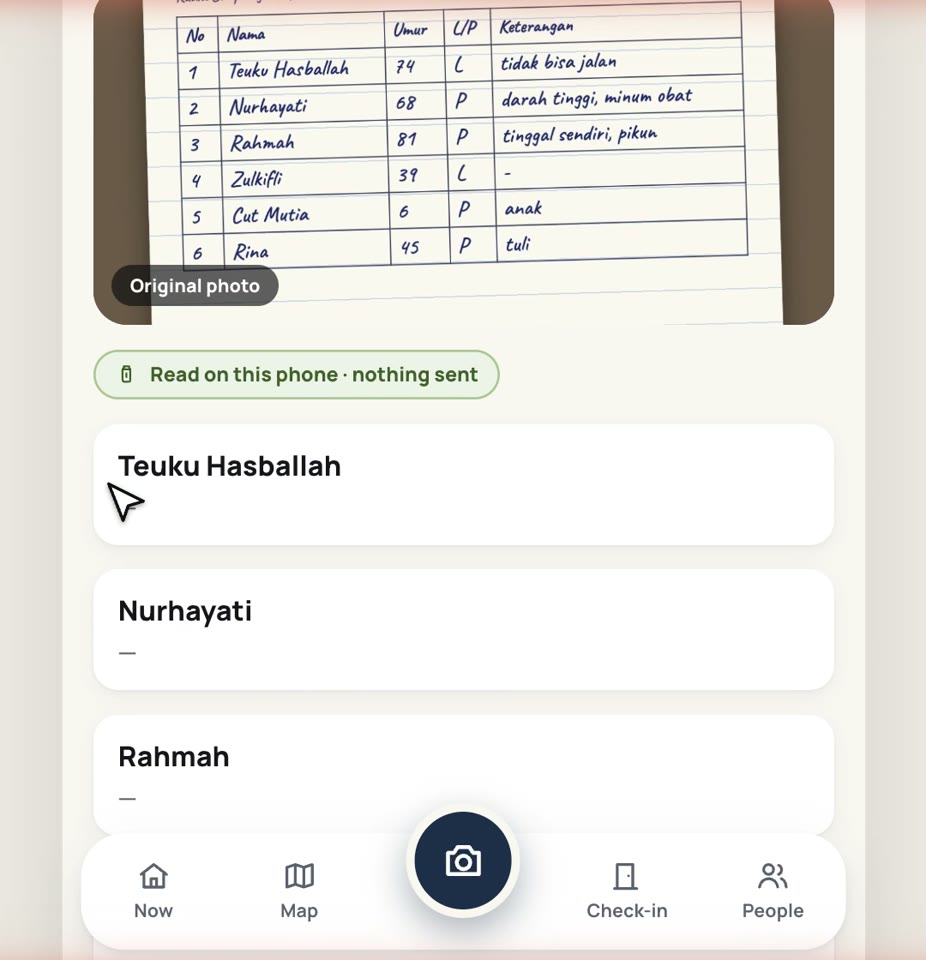 No Nama Umur L/P Keterangan
1 Teuku Hasballah 74 L tidak bisa jalan
2 Nurhayati 68 P darah tinggi, minum obat
3 Rahmah 81 P tinggal sendiri, pikun
4 Zulkifli 39 L -
5 Cut Mutia 6 P anak
6 Rina 45 P tuli
Original photo
Read on this phone · nothing sent
Teuku Hasballah
Nurhayati
—
Rahmah
—
Now Map Check-in People